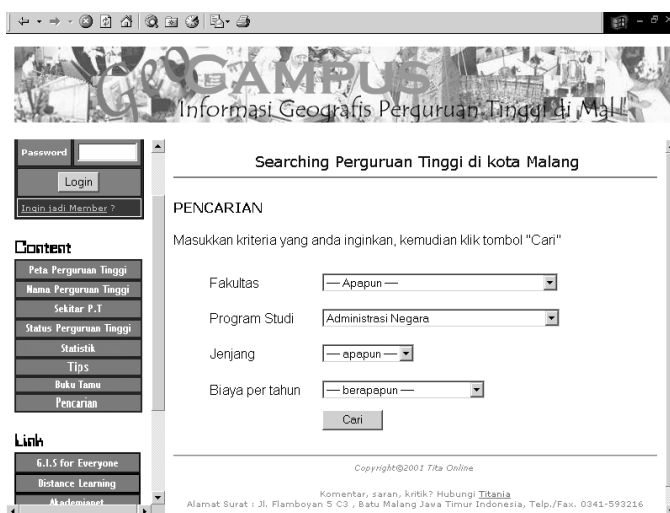 Geo
GAMPUS
Informasi Geografis Perguruan Tinggi di Mal
Password
Login
Ingin jadi Member ?
Content
Peta Perguruan Tinggi
Nama Perguruan Tinggi
Sekitar P.T
Status Perguruan Tinggi
Statistik
Tips
Buku Tamu
Pencarian
Link
G.I.S for Everyone
Distance Learning
Akademianet
Searching Perguruan Tinggi di kota Malang
PENCARIAN
Masukkan kriteria yang anda inginkan, kemudian klik tombol "Cari"
Fakultas --- Apapun ---
Program Studi Administrasi Negara
Jenjang --- apapun ---
Biaya per tahun --- berapapun ---
Cari
Copyright©2001 Tita Online
Komentar, saran, kritik? Hubungi Titania
Alamat Surat : Jl. Flamboyan 5 C3 , Batu Malang Jawa Timur Indonesia, Telp./Fax. 0341-593216